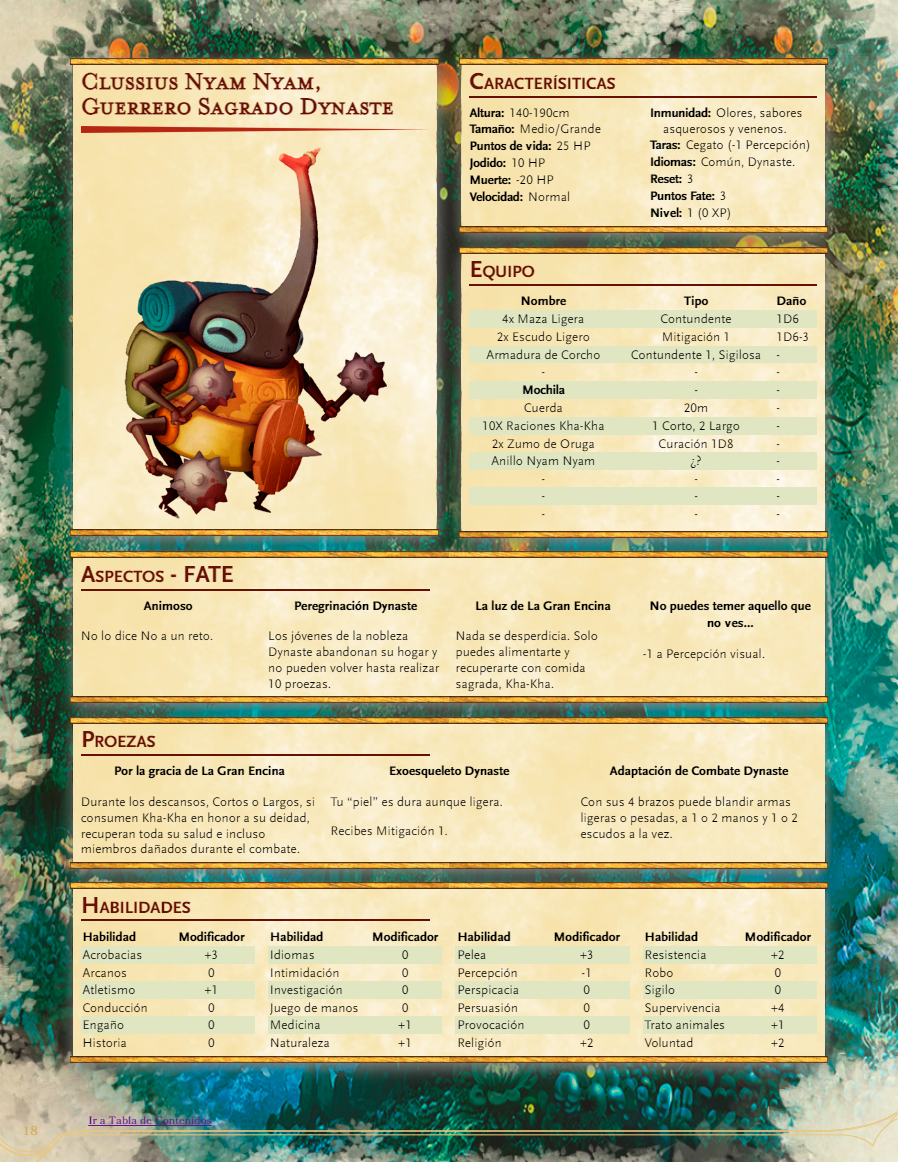 Clussius Nyam Nyam,
Guerrero Sagrado Dynaste
Caracterísiticas
Altura: 140-190cm
Tamaño: Medio/Grande
Puntos de vida: 25 HP
Jodido: 10 HP
Muerte: -20 HP
Velocidad: Normal
Inmunidad: Olores, sabores
asquerosos y venenos.
Taras: Cegato (-1 Percepción)
Idiomas: Común, Dynaste.
Reset: 3
Puntos Fate: 3
Nivel: 1 (0 XP)
Equipo
Nombre Tipo Daño
4x Maza Ligera Contundente 1D6
2x Escudo Ligero Mitigación 1 1D6-3
Armadura de Corcho Contundente 1, Sigilosa -
- - -
Mochila - -
Cuerda 20m -
10X Raciones Kha-Kha 1 Corto, 2 Largo -
2x Zumo de Oruga Curación 1D8 -
Anillo Nyam Nyam ¿? -
- - -
- - -
- - -
Aspectos - FATE
Animoso
No lo dice No a un reto.
Peregrinación Dynaste
Los jóvenes de la nobleza
Dynaste abandonan su hogar y
no pueden volver hasta realizar
10 proezas.
La luz de La Gran Encina
Nada se desperdicia. Solo
puedes alimentarte y
recuperarte con comida
sagrada, Kha-Kha.
No puedes temer aquello que
no ves...
-1 a Percepción visual.
Proezas
Por la gracia de La Gran Encina
Durante los descansos, Cortos o Largos, si
consumen Kha-Kha en honor a su deidad,
recuperan toda su salud e incluso
miembros dañados durante el combate.
Exoesqueleto Dynaste
Tu “piel” es dura aunque ligera.
Recibes Mitigación 1.
Adaptación de Combate Dynaste
Con sus 4 brazos puede blandir armas
ligeras o pesadas, a 1 o 2 manos y 1 o 2
escudos a la vez.
Habilidades
Habilidad Modificador Habilidad Modificador Habilidad Modificador Habilidad Modificador
Acrobacias +3 Idiomas 0 Pelea +3 Resistencia +2
Arcanos 0 Intimidación 0 Percepción -1 Robo 0
Atletismo +1 Investigación 0 Perspicacia 0 Sigilo 0
Conducción 0 Juego de manos 0 Persuasión 0 Supervivencia +4
Engaño 0 Medicina +1 Provocación 0 Trato animales +1
Historia 0 Naturaleza +1 Religión +2 Voluntad +2
Ir a Tabla de Contenidos
18